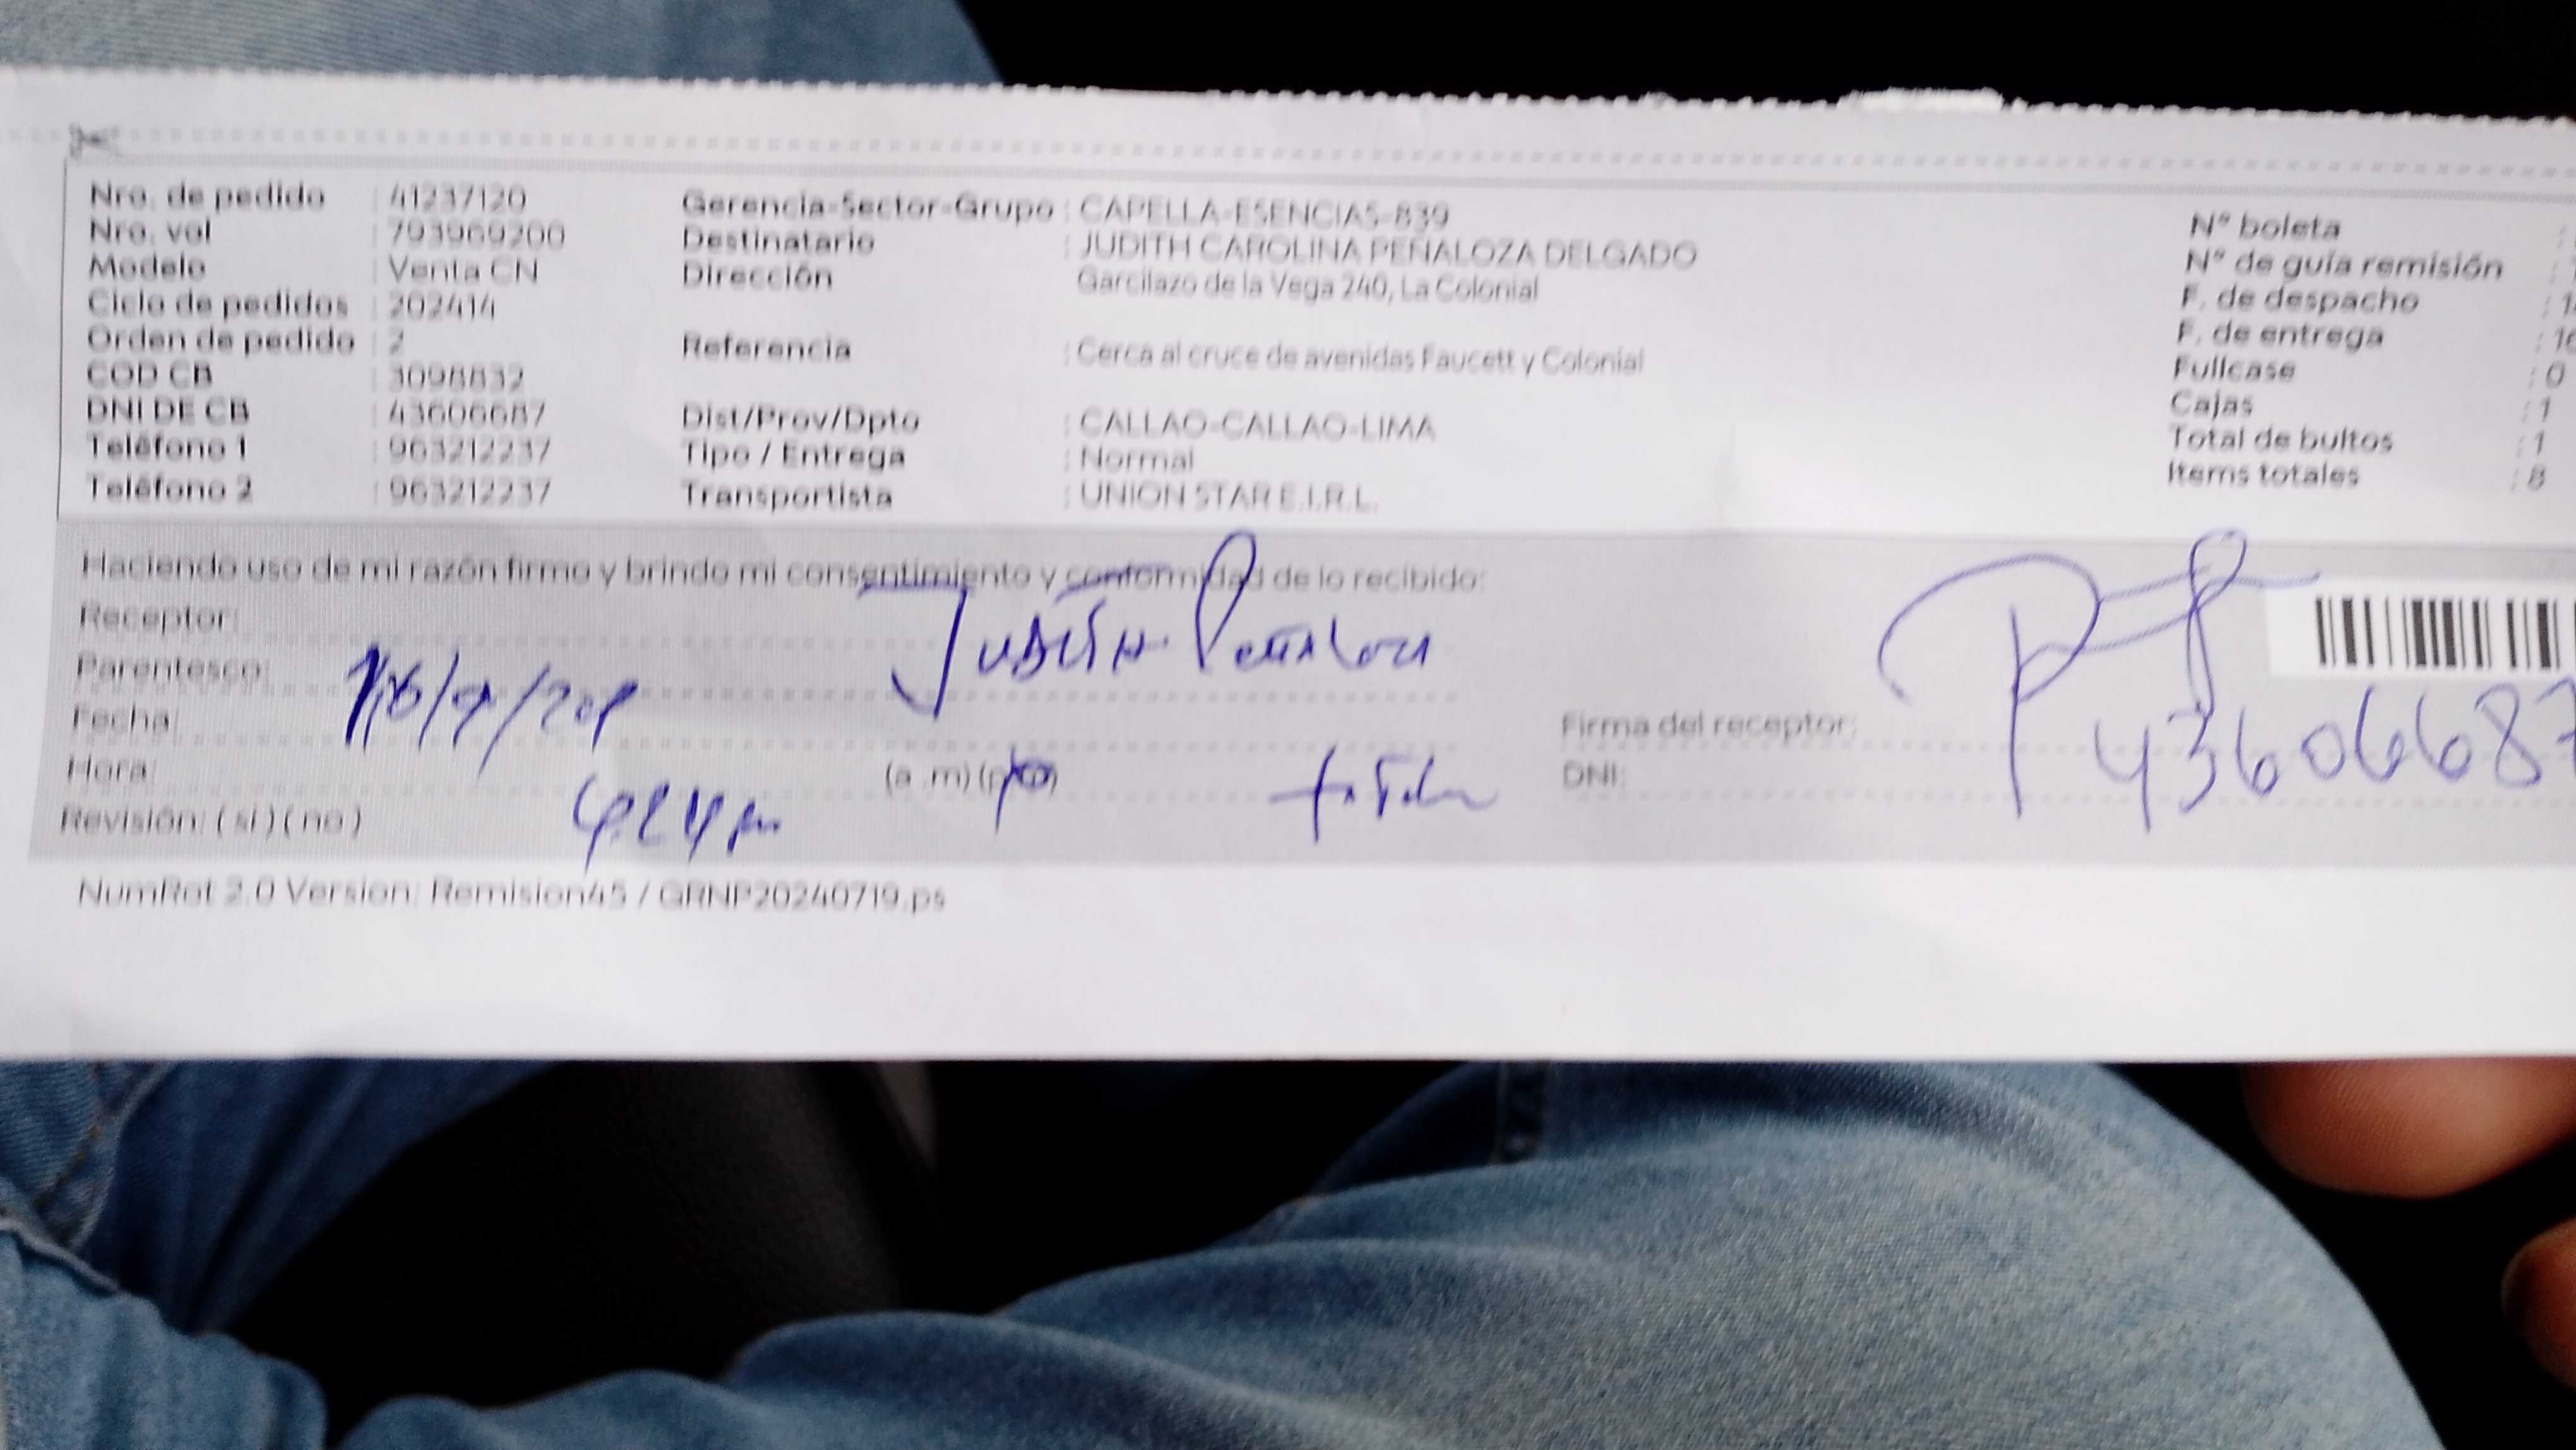 Nro. de pedido : 41237120
Nro. vol : 793969200
Modelo : Venta CN
Ciclo de pedidos : 202414
Orden de pedido : 2
COD CB : 3098832
DNI DE CB : 43606687
Teléfono 1 : 963212237
Teléfono 2 : 963212237
Gerencia-Sector-Grupo : CAPELLA-ESENCIAS-839
Destinatario : JUDITH CAROLINA PEÑALOZA DELGADO
Dirección Garcilazo de la Vega 240, La Colonial
Referencia : Cerca al cruce de avenidas Faucett y Colonial
Dist/Prov/Dpto : CALLAO-CALLAO-LIMA
Tipo / Entrega : Normal
Transportista : UNION STAR E.I.R.L.
N° boleta :
N° de guía remisión :
F. de despacho : 1
F. de entrega : 16
Fullcase : 0
Cajas : 1
Total de bultos : 1
Items totales : 8
Haciendo uso de mi razón firmo y brindo mi consentimiento y conformidad de lo recibido:
Receptor: Judith Peñaloza
Parentesco:
Fecha:
Hora: (a .m) (p.m)
Revisión: ( si ) ( no )
Firma del receptor:
DNI: 43606687
NumRot 2.0 Version: Remision45 / GRNP20240719.ps